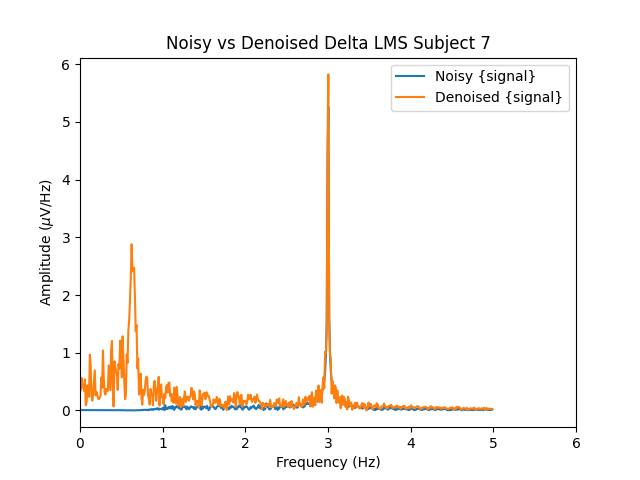 Noisy vs Denoised Delta LMS Subject 7
Noisy {signal}
Denoised {signal}
Amplitude (μV/Hz)
6
5
4
3
2
1
0
0 1 2 3 4 5 6
Frequency (Hz)